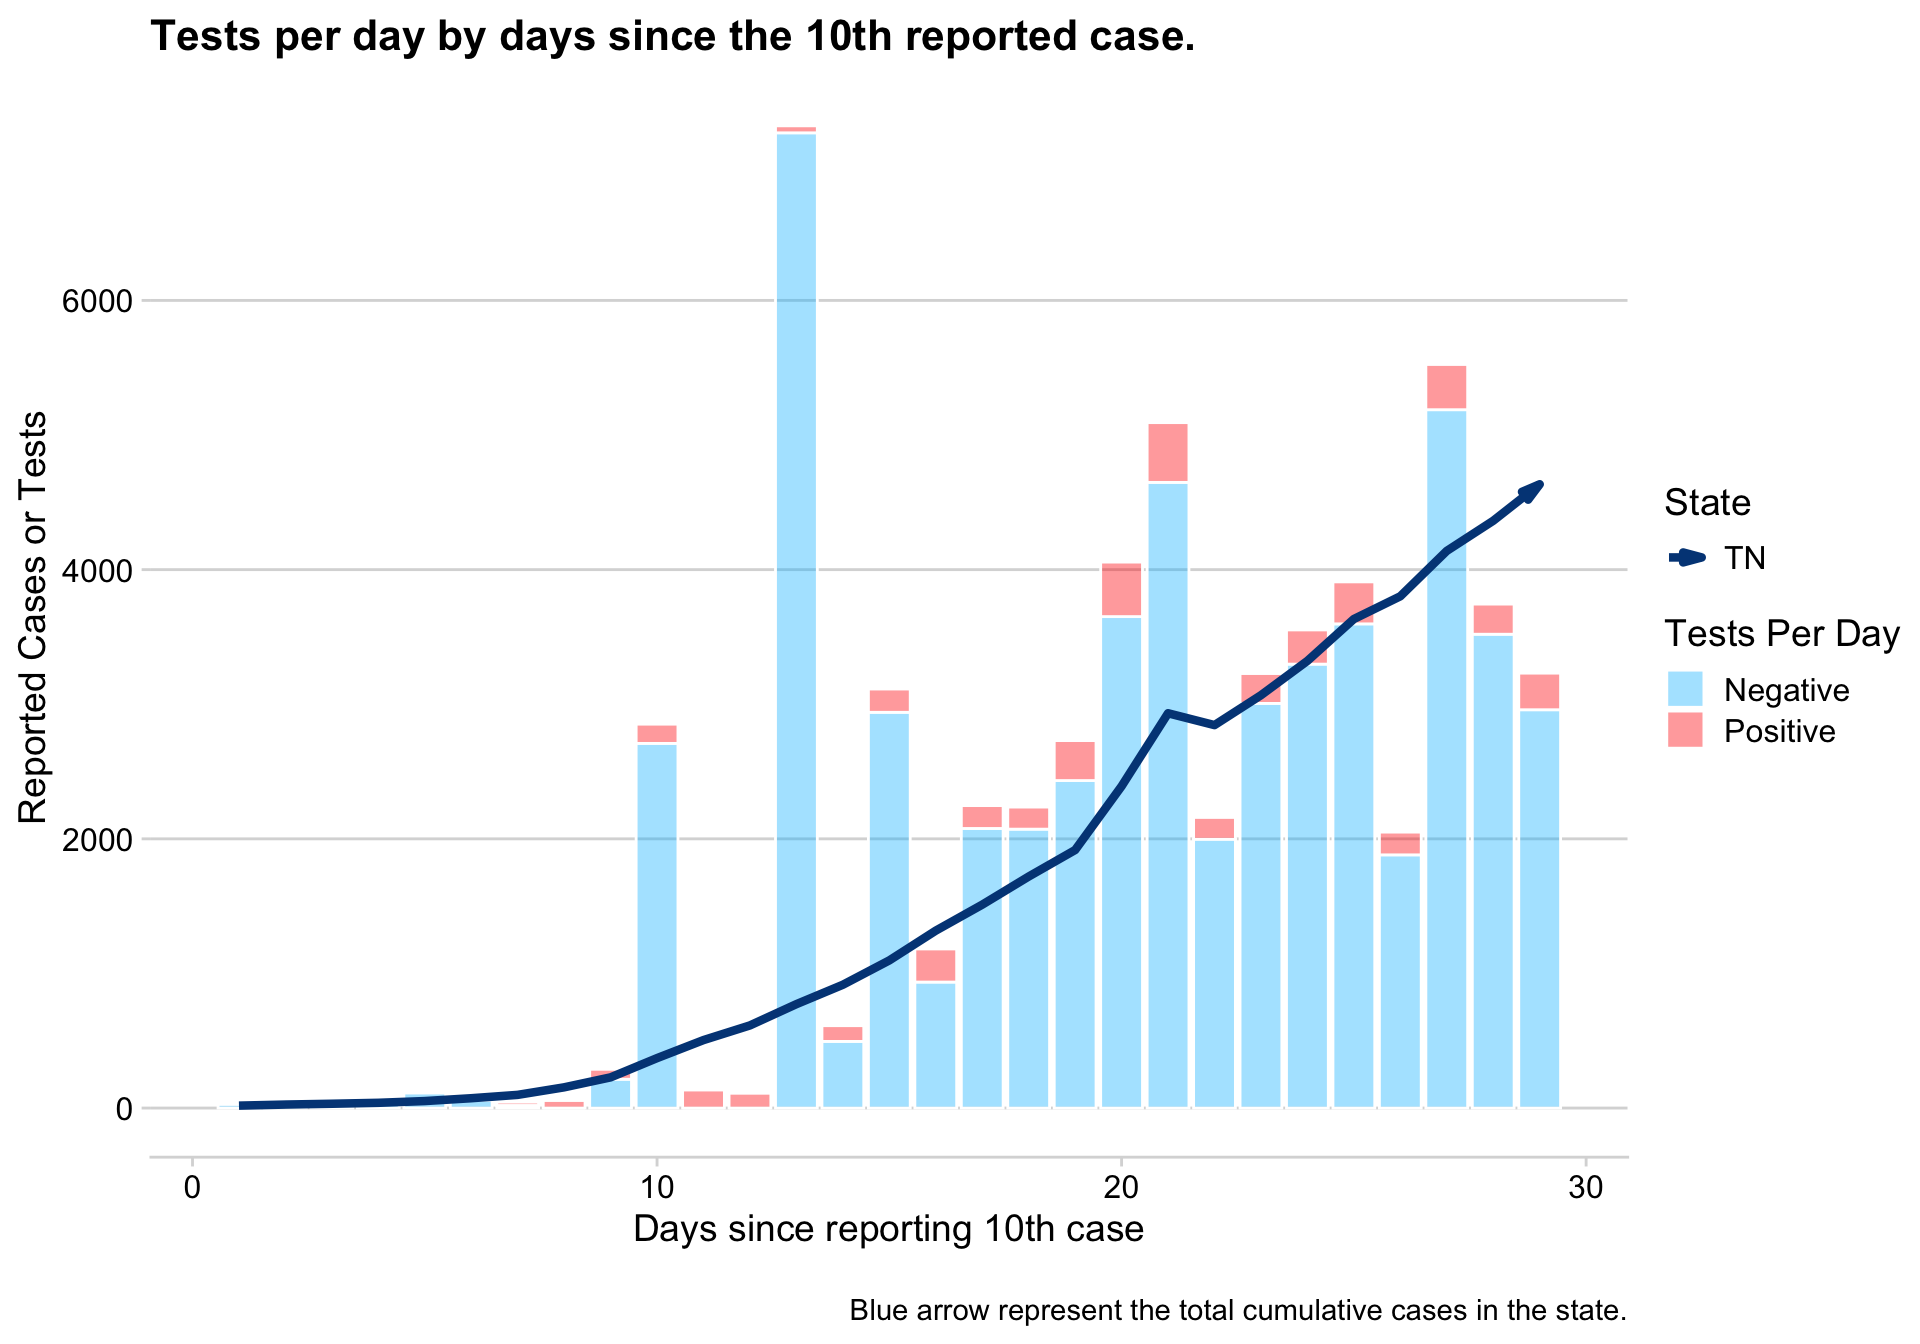 Tests per day by days since the 10th reported case.
Reported Cases or Tests
6000
4000
2000
0
0
10
20
30
Days since reporting 10th case
State
TN
Tests Per Day
Negative
Positive
Blue arrow represent the total cumulative cases in the state.